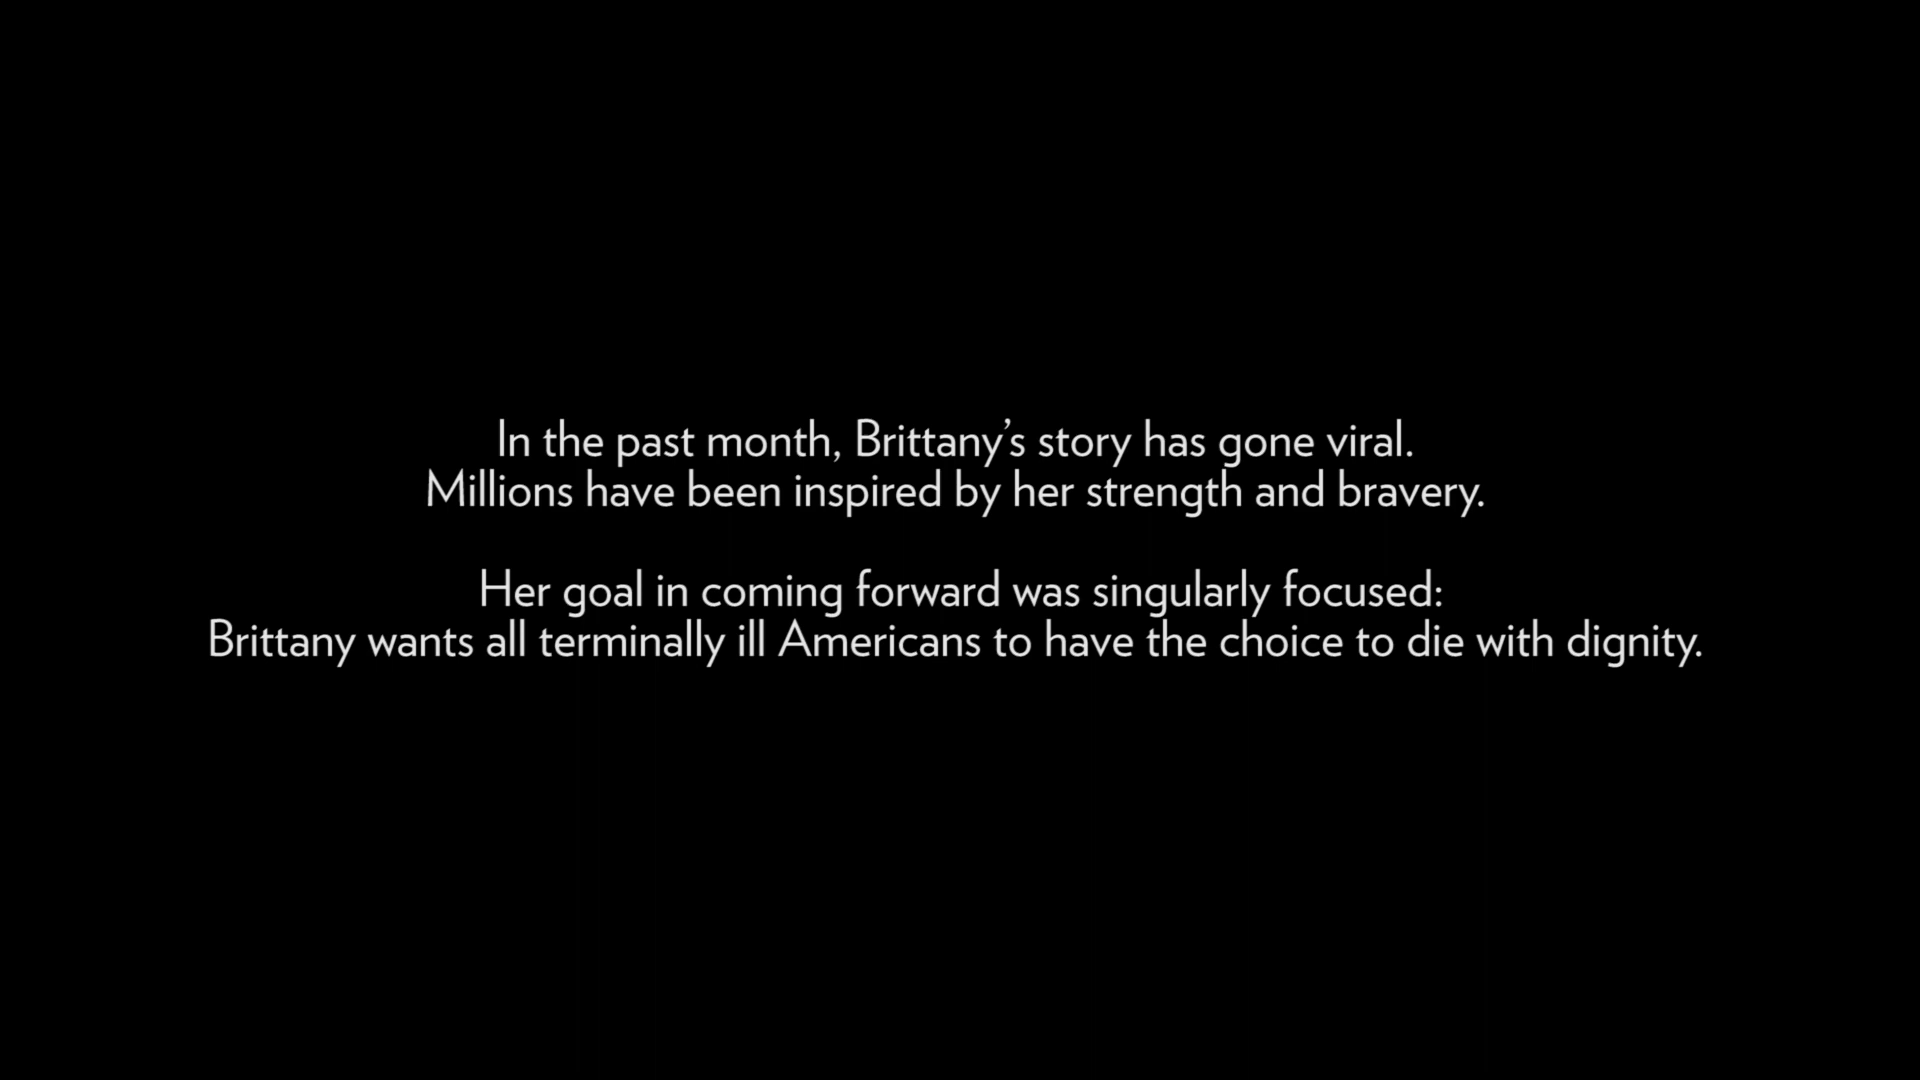 In the past month, Brittany’s story has gone viral.
Millions have been inspired by her strength and bravery.
Her goal in coming forward was singularly focused:
Brittany wants all terminally ill Americans to have the choice to die with dignity.